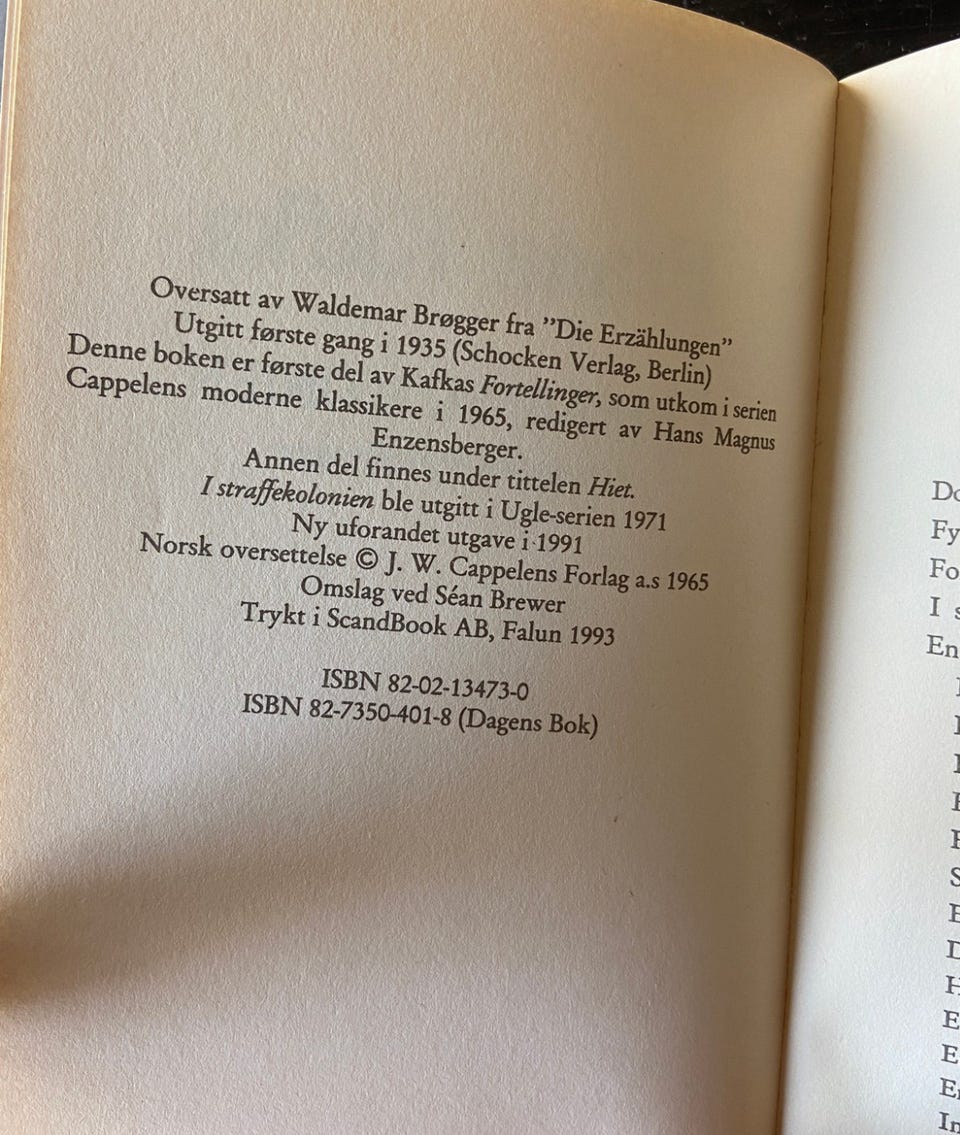 Oversatt av Waldemar Brøgger fra ”Die Erzählungen”
Utgitt første gang i 1935 (Schocken Verlag, Berlin)
Denne boken er første del av Kafkas Fortellinger, som utkom i serien
Cappelens moderne klassikere i 1965, redigert av Hans Magnus
Enzensberger.
Annen del finnes under tittelen Hiet.
I straffekolonien ble utgitt i Ugle-serien 1971
Ny uforandet utgave i 1991
Norsk oversettelse © J. W. Cappelens Forlag a.s 1965
Omslag ved Séan Brewer
Trykt i ScandBook AB, Falun 1993
ISBN 82-02-13473-0
ISBN 82-7350-401-8 (Dagens Bok)